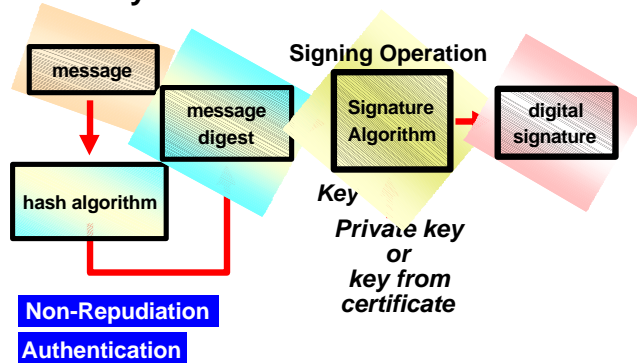 Signing Operation
message
message
digest
Signature
Algorithm
digital
signature
hash algorithm
Key
Private key
or
key from
certificate
Non-Repudiation
Authentication